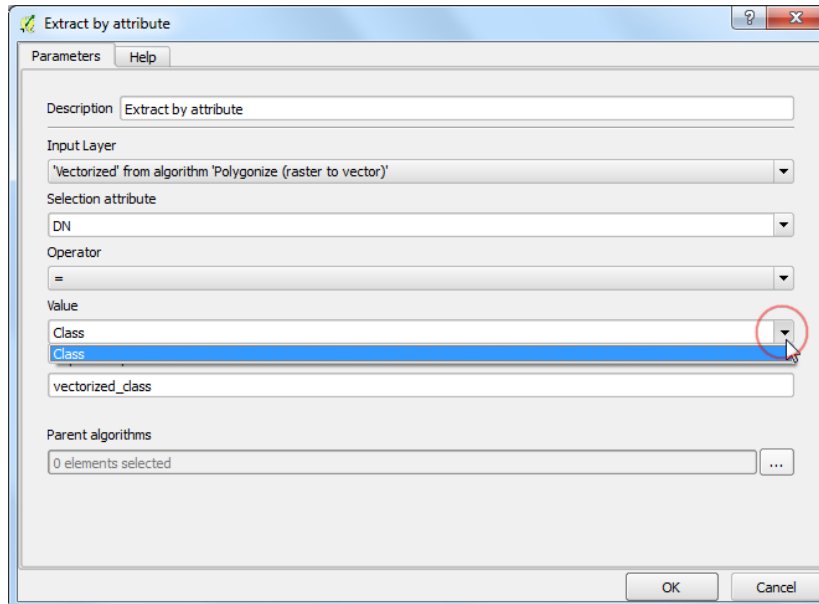 Extract by attribute
Parameters Help
Description Extract by attribute
Input Layer
'Vectorized' from algorithm 'Polygonize (raster to vector)'
Selection attribute
DN
Operator
=
Value
Class
Class
vectorized_class
Parent algorithms
0 elements selected ...
OK Cancel